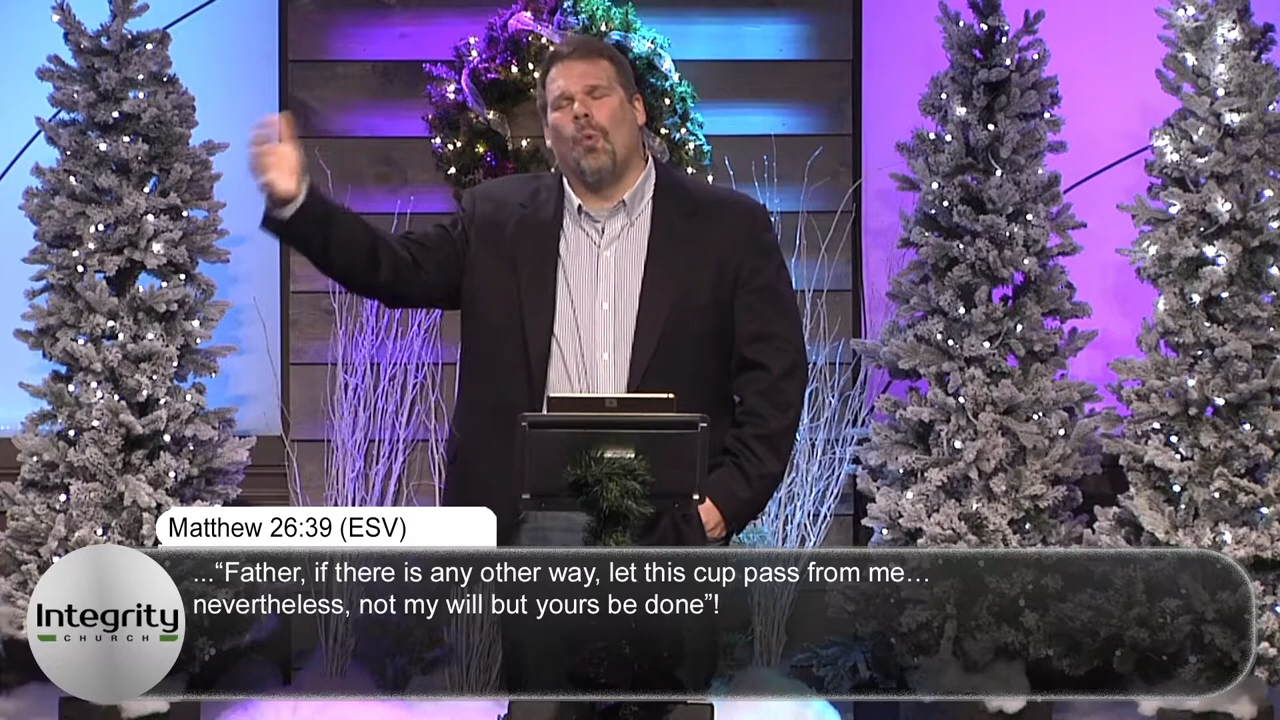 Matthew 26:39 (ESV)
...“Father, if there is any other way, let this cup pass from me…
nevertheless, not my will but yours be done”!
Integrity
CHURCH